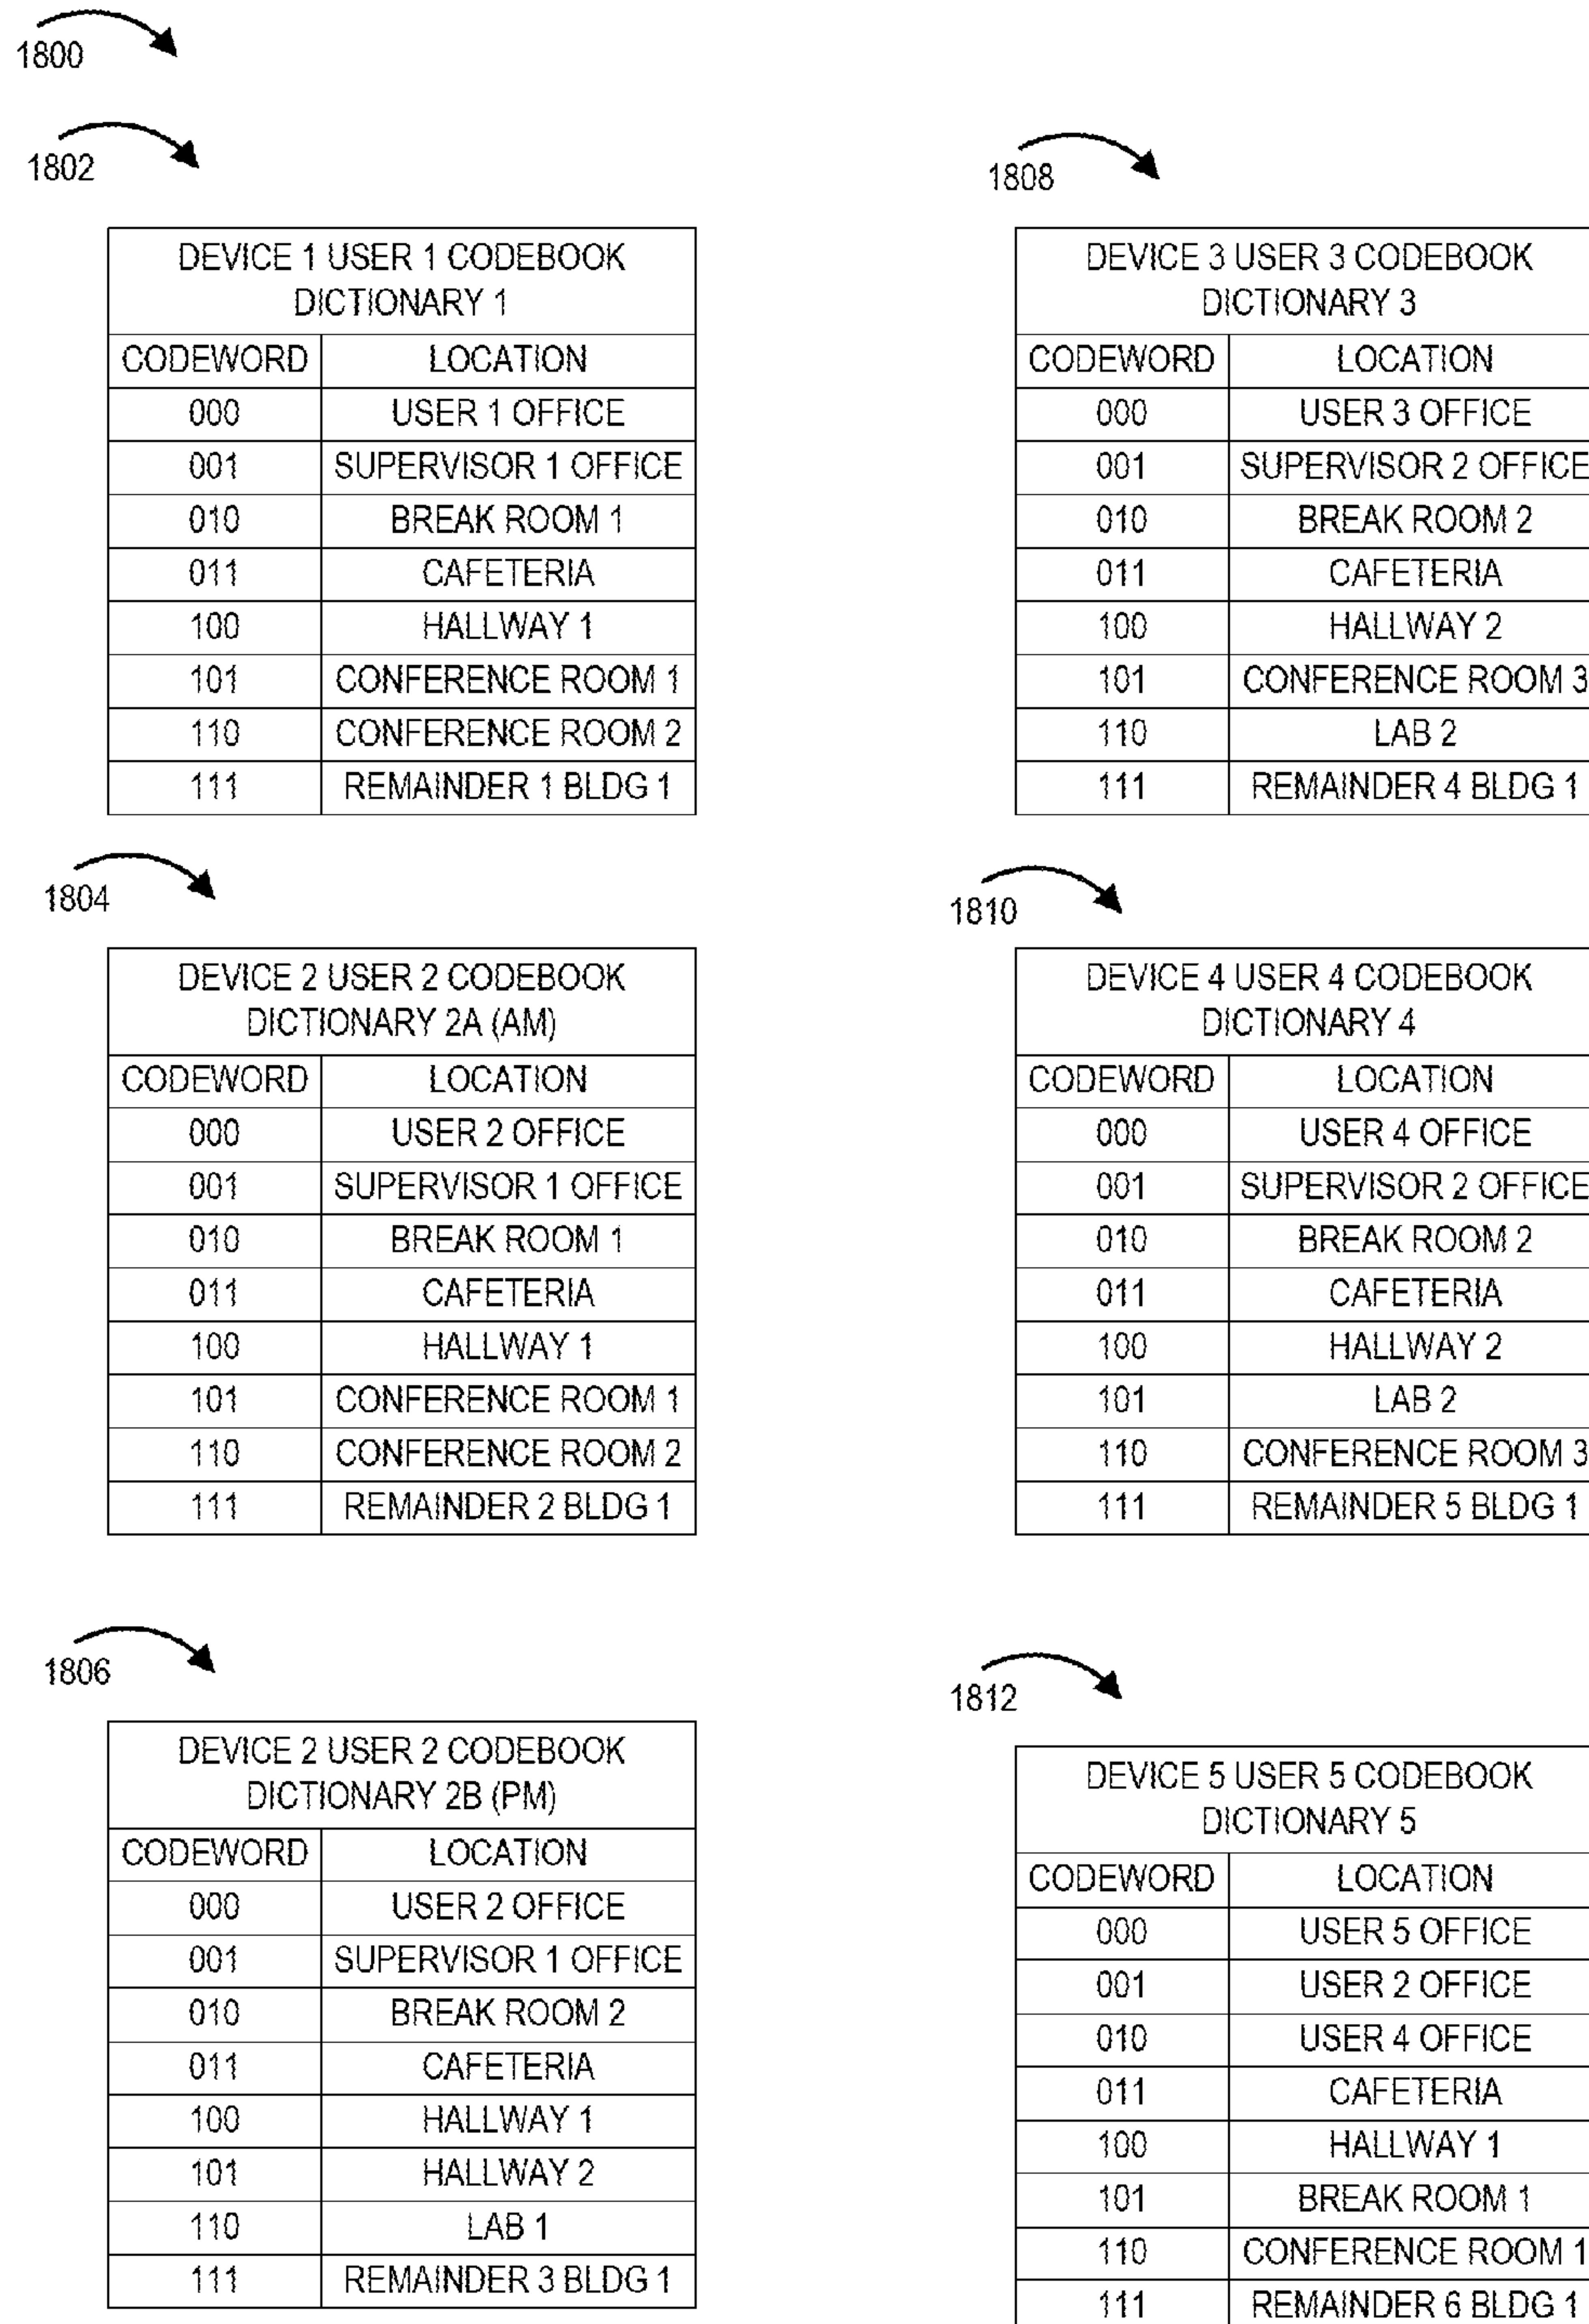 1800
1802
DEVICE 1 USER 1 CODEBOOK
DICTIONARY 1
CODEWORD LOCATION
000 USER 1 OFFICE
001 SUPERVISOR 1 OFFICE
010 BREAK ROOM 1
011 CAFETERIA
100 HALLWAY 1
101 CONFERENCE ROOM 1
110 CONFERENCE ROOM 2
111 REMAINDER 1 BLDG 1
1804
DEVICE 2 USER 2 CODEBOOK
DICTIONARY 2A (AM)
CODEWORD LOCATION
000 USER 2 OFFICE
001 SUPERVISOR 1 OFFICE
010 BREAK ROOM 1
011 CAFETERIA
100 HALLWAY 1
101 CONFERENCE ROOM 1
110 CONFERENCE ROOM 2
111 REMAINDER 2 BLDG 1
1806
DEVICE 2 USER 2 CODEBOOK
DICTIONARY 2B (PM)
CODEWORD LOCATION
000 USER 2 OFFICE
001 SUPERVISOR 1 OFFICE
010 BREAK ROOM 2
011 CAFETERIA
100 HALLWAY 1
101 HALLWAY 2
110 LAB 1
111 REMAINDER 3 BLDG 1
1808
DEVICE 3 USER 3 CODEBOOK
DICTIONARY 3
CODEWORD LOCATION
000 USER 3 OFFICE
001 SUPERVISOR 2 OFFICE
010 BREAK ROOM 2
011 CAFETERIA
100 HALLWAY 2
101 CONFERENCE ROOM 3
110 LAB 2
111 REMAINDER 4 BLDG 1
1810
DEVICE 4 USER 4 CODEBOOK
DICTIONARY 4
CODEWORD LOCATION
000 USER 4 OFFICE
001 SUPERVISOR 2 OFFICE
010 BREAK ROOM 2
011 CAFETERIA
100 HALLWAY 2
101 LAB 2
110 CONFERENCE ROOM 3
111 REMAINDER 5 BLDG 1
1812
DEVICE 5 USER 5 CODEBOOK
DICTIONARY 5
CODEWORD LOCATION
000 USER 5 OFFICE
001 USER 2 OFFICE
010 USER 4 OFFICE
011 CAFETERIA
100 HALLWAY 1
101 BREAK ROOM 1
110 CONFERENCE ROOM 1
111 REMAINDER 6 BLDG 1